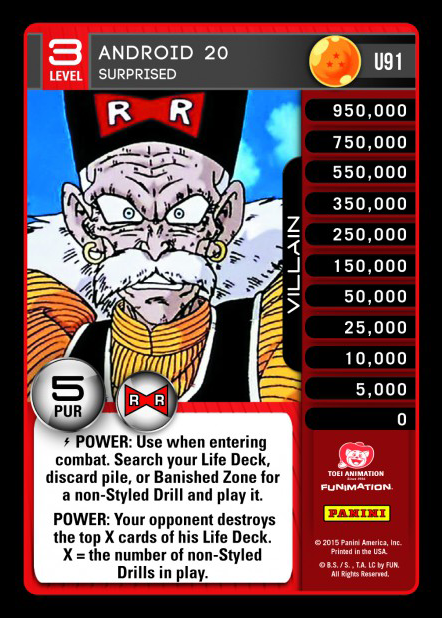 3
LEVEL
ANDROID 20
SURPRISED
U91
R R
VILLAIN
950,000
750,000
550,000
350,000
250,000
150,000
50,000
25,000
10,000
5,000
0
5
PUR
R R
POWER: Use when entering
combat. Search your Life Deck,
discard pile, or Banished Zone for
a non-Styled Drill and play it.
POWER: Your opponent destroys
the top X cards of his Life Deck.
X = the number of non-Styled
Drills in play.
TOEI ANIMATION
Since 1956
FUNIMATION.
PANINI
© 2015 Panini America, Inc.
Printed in the USA.
© B.S. / S. , T.A. LC by FUN.
All Rights Reserved.